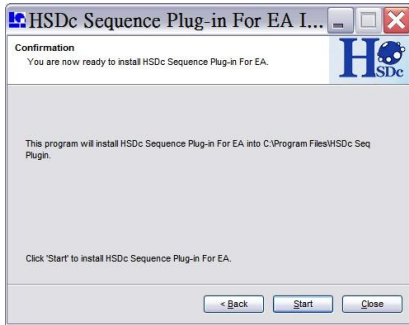 HSDc Sequence Plug-in For EA I...
Confirmation
You are now ready to install HSDc Sequence Plug-in For EA.
HSDc
This program will install HSDc Sequence Plug-in For EA into C:\Program Files\HSDc Seq
Plugin.
Click 'Start' to install HSDc Sequence Plug-in For EA.
< Back
Start
Close